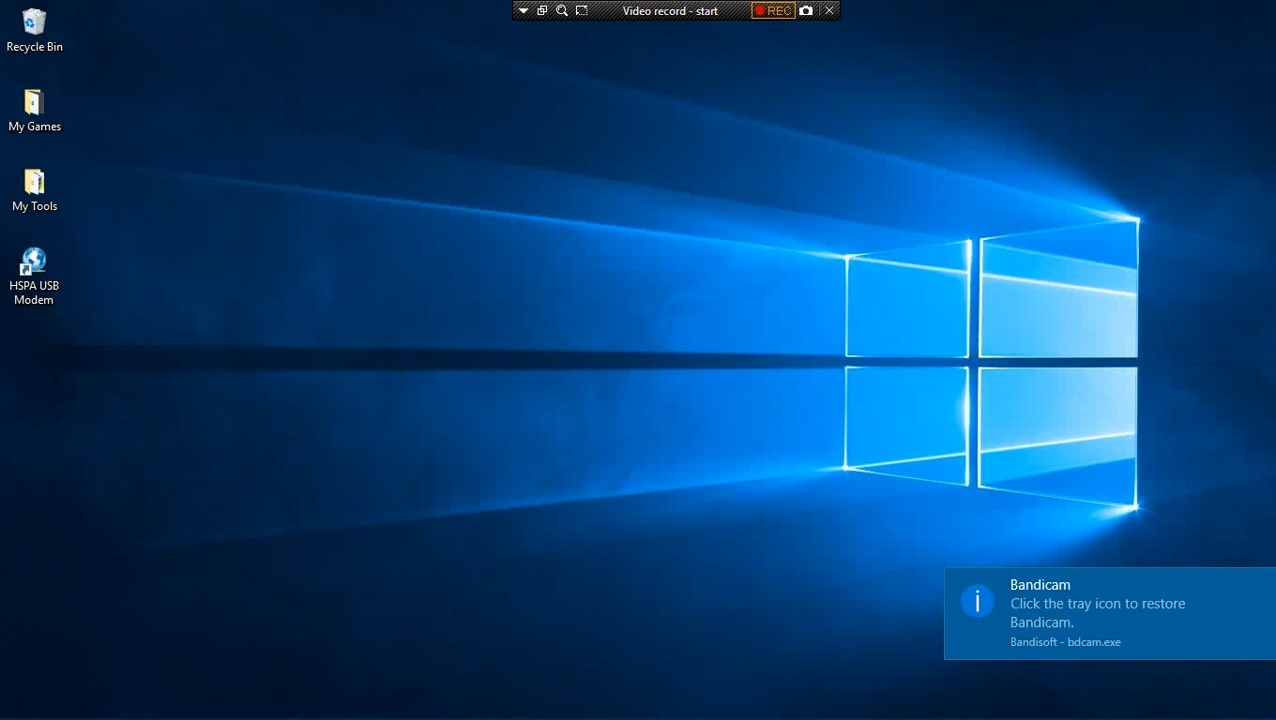 Video record - start
REC
Recycle Bin
My Games
My Tools
HSPA USB
Modem
Bandicam
Click the tray icon to restore
Bandicam.
Bandisoft - bdcam.exe